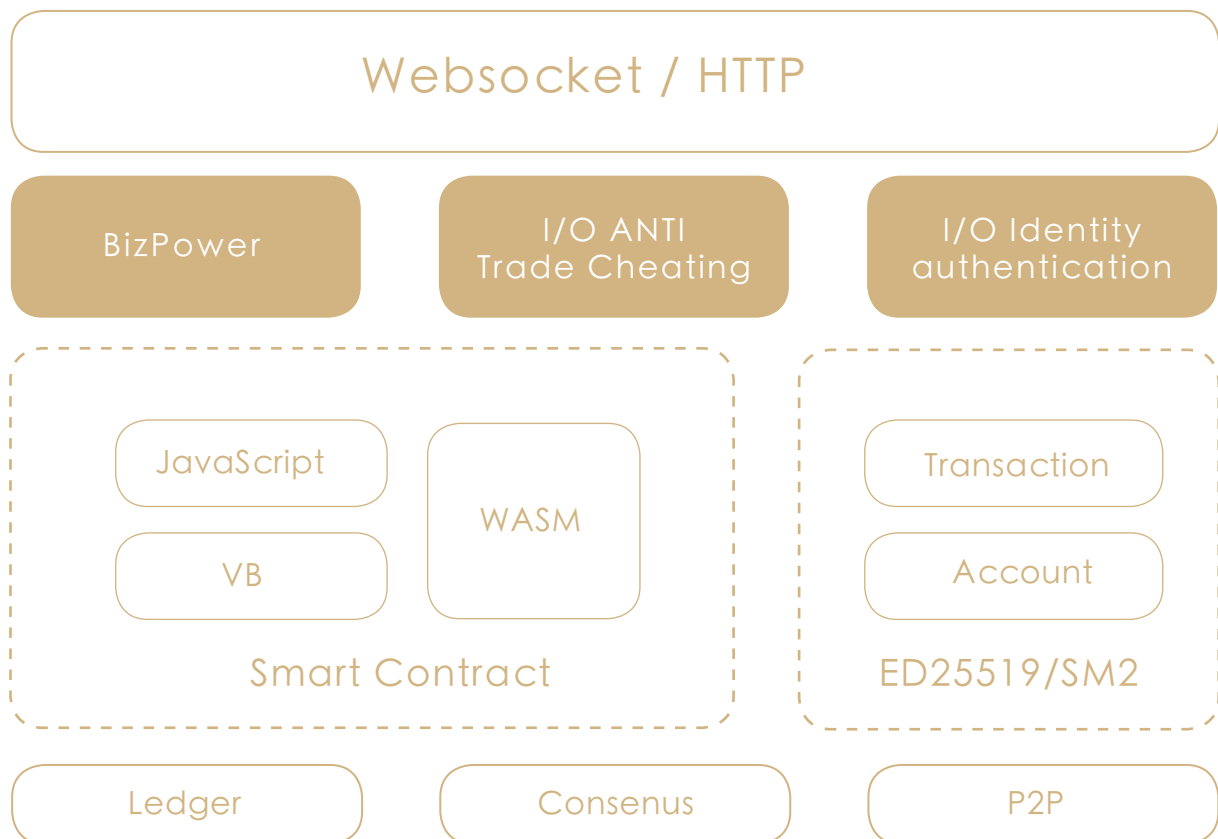 Websocket / HTTP
BizPower
I/O ANTI
Trade Cheating
I/O Identity
authentication
JavaScript
WASM
VB
Smart Contract
Transaction
Account
ED25519/SM2
Ledger
Consenus
P2P